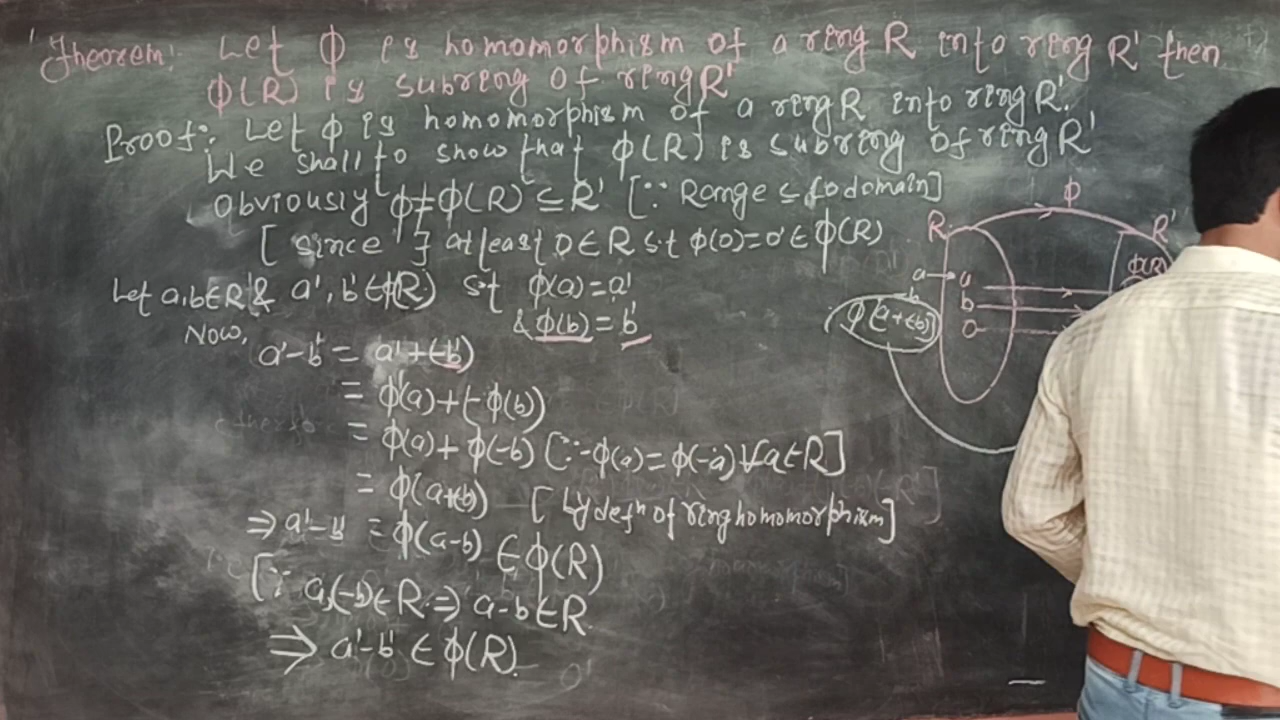 Theorem: Let ϕ is homomorphism of a ring R into ring R' then
ϕ(R) is subring of ring R'
Proof: Let ϕ is homomorphism of a ring R into ring R'.
We shall to show that ϕ(R) is subring of ring R'
Obviously ϕ≠ϕ(R) ⊆ R' [∵ Range ⊆ codomain]
[since ∃ atleast 0∈R st ϕ(0)=0'∈ϕ(R)
Let a,b∈R & a',b'∈ϕ(R) st ϕ(a)=a'
& ϕ(b)=b'
Now,
a'-b' = a'+(-b')
= ϕ(a)+(-ϕ(b))
= ϕ(a)+ϕ(-b) [∵-ϕ(a)=ϕ(-a)∀a∈R]
= ϕ(a+(-b)) [by defⁿ of ring homomorphism]
⇒ a'-b' = ϕ(a-b) ∈ϕ(R)
[∵ a,(-b)∈R ⇒ a-b∈R
⇒ a'-b' ∈ ϕ(R)
ϕ
R R'
ϕ(R)
a → a
-b b
0
ϕ[a+(-b)]